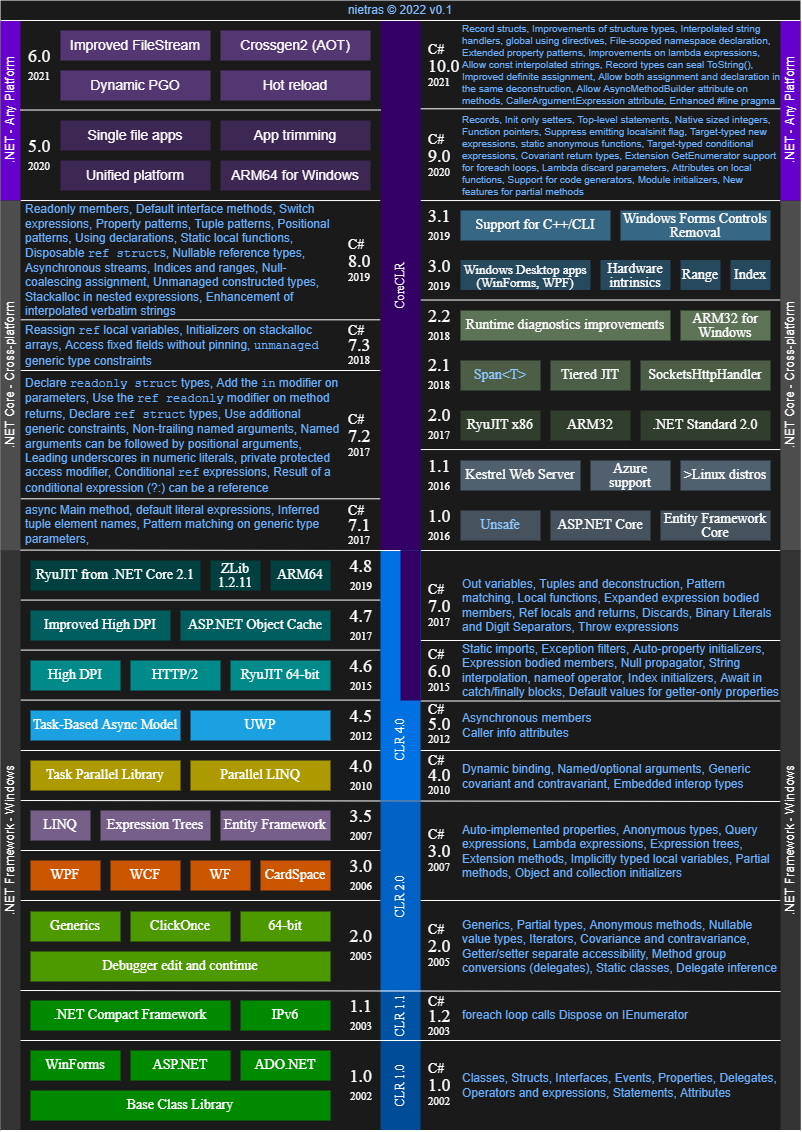 nietras © 2022 v0.1
.NET - Any Platform
6.0
2021
Improved FileStream
Crossgen2 (AOT)
Dynamic PGO
Hot reload
5.0
2020
Single file apps
App trimming
Unified platform
ARM64 for Windows
.NET Core - Cross-platform
Readonly members, Default interface methods, Switch
expressions, Property patterns, Tuple patterns, Positional
patterns, Using declarations, Static local functions,
Disposable ref structs, Nullable reference types,
Asynchronous streams, Indices and ranges, Null-
coalescing assignment, Unmanaged constructed types,
Stackalloc in nested expressions, Enhancement of
interpolated verbatim strings
C#
8.0
2019
Reassign ref local variables, Initializers on stackalloc
arrays, Access fixed fields without pinning, unmanaged
generic type constraints
C#
7.3
2018
Declare readonly struct types, Add the in modifier on
parameters, Use the ref readonly modifier on method
returns, Declare ref struct types, Use additional
generic constraints, Non-trailing named arguments, Named
arguments can be followed by positional arguments,
Leading underscores in numeric literals, private protected
access modifier, Conditional ref expressions, Result of a
conditional expression (?:) can be a reference
C#
7.2
2017
async Main method, default literal expressions, Inferred
tuple element names, Pattern matching on generic type
parameters,
C#
7.1
2017
.NET Framework - Windows
RyuJIT from .NET Core 2.1
ZLib
1.2.11
ARM64
4.8
2019
Improved High DPI
ASP.NET Object Cache
4.7
2017
High DPI
HTTP/2
RyuJIT 64-bit
4.6
2015
Task-Based Async Model
UWP
4.5
2012
Task Parallel Library
Parallel LINQ
4.0
2010
LINQ
Expression Trees
Entity Framework
3.5
2007
WPF
WCF
WF
CardSpace
3.0
2006
Generics
ClickOnce
64-bit
Debugger edit and continue
2.0
2005
.NET Compact Framework
IPv6
1.1
2003
WinForms
ASP.NET
ADO.NET
Base Class Library
1.0
2002
CoreCLR
CLR 4.0
CLR 2.0
CLR 1.1
CLR 1.0
C#
10.0
2021
Record structs, Improvements of structure types, Interpolated string
handlers, global using directives, File-scoped namespace declaration,
Extended property patterns, Improvements on lambda expressions,
Allow const interpolated strings, Record types can seal ToString(),
Improved definite assignment, Allow both assignment and declaration in
the same deconstruction, Allow AsyncMethodBuilder attribute on
methods, CallerArgumentExpression attribute, Enhanced #line pragma
C#
9.0
2020
Records, Init only setters, Top-level statements, Native sized integers,
Function pointers, Suppress emitting localsinit flag, Target-typed new
expressions, static anonymous functions, Target-typed conditional
expressions, Covariant return types, Extension GetEnumerator support
for foreach loops, Lambda discard parameters, Attributes on local
functions, Support for code generators, Module initializers, New
features for partial methods
.NET - Any Platform
3.1
2019
Support for C++/CLI
Windows Forms Controls
Removal
3.0
2019
Windows Desktop apps
(WinForms, WPF)
Hardware
intrinsics
Range
Index
2.2
2018
Runtime diagnostics improvements
ARM32 for
Windows
2.1
2018
Span<T>
Tiered JIT
SocketsHttpHandler
2.0
2017
RyuJIT x86
ARM32
.NET Standard 2.0
1.1
2016
Kestrel Web Server
Azure
support
>Linux distros
1.0
2016
Unsafe
ASP.NET Core
Entity Framework
Core
.NET Core - Cross-platform
C#
7.0
2017
Out variables, Tuples and deconstruction, Pattern
matching, Local functions, Expanded expression bodied
members, Ref locals and returns, Discards, Binary Literals
and Digit Separators, Throw expressions
C#
6.0
2015
Static imports, Exception filters, Auto-property initializers,
Expression bodied members, Null propagator, String
interpolation, nameof operator, Index initializers, Await in
catch/finally blocks, Default values for getter-only properties
C#
5.0
2012
Asynchronous members
Caller info attributes
C#
4.0
2010
Dynamic binding, Named/optional arguments, Generic
covariant and contravariant, Embedded interop types
C#
3.0
2007
Auto-implemented properties, Anonymous types, Query
expressions, Lambda expressions, Expression trees,
Extension methods, Implicitly typed local variables, Partial
methods, Object and collection initializers
C#
2.0
2005
Generics, Partial types, Anonymous methods, Nullable
value types, Iterators, Covariance and contravariance,
Getter/setter separate accessibility, Method group
conversions (delegates), Static classes, Delegate inference
C#
1.2
2003
foreach loop calls Dispose on IEnumerator
C#
1.0
2002
Classes, Structs, Interfaces, Events, Properties, Delegates,
Operators and expressions, Statements, Attributes
.NET Framework - Windows